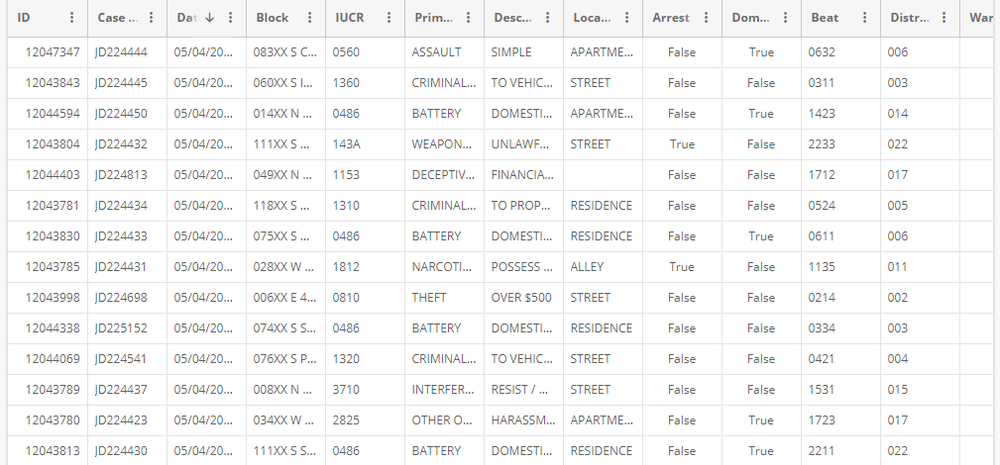 ID Case ... Dat Block IUCR Prim... Desc... Loca... Arrest Dom... Beat Distr... War
12047347 JD224444 05/04/20... 083XX S C... 0560 ASSAULT SIMPLE APARTME... False True 0632 006
12043843 JD224445 05/04/20... 060XX S I... 1360 CRIMINAL... TO VEHIC... STREET False False 0311 003
12044594 JD224450 05/04/20... 014XX N ... 0486 BATTERY DOMESTI... APARTME... False True 1423 014
12043804 JD224432 05/04/20... 111XX S ... 143A WEAPON... UNLAWF... STREET True False 2233 022
12044403 JD224813 05/04/20... 049XX N ... 1153 DECEPTIV... FINANCIA... False False 1712 017
12043781 JD224434 05/04/20... 118XX S ... 1310 CRIMINAL... TO PROP... RESIDENCE False False 0524 005
12043830 JD224433 05/04/20... 075XX S ... 0486 BATTERY DOMESTI... RESIDENCE False True 0611 006
12043785 JD224431 05/04/20... 028XX W ... 1812 NARCOTI... POSSESS ... ALLEY True False 1135 011
12043998 JD224698 05/04/20... 006XX E 4... 0810 THEFT OVER $500 STREET False False 0214 002
12044338 JD225152 05/04/20... 074XX S S... 0486 BATTERY DOMESTI... RESIDENCE False False 0334 003
12044069 JD224541 05/04/20... 076XX S P... 1320 CRIMINAL... TO VEHIC... STREET False False 0421 004
12043789 JD224437 05/04/20... 008XX N ... 3710 INTERFER... RESIST / ... STREET False False 1531 015
12043780 JD224423 05/04/20... 034XX W ... 2825 OTHER O... HARASSM... APARTME... False True 1723 017
12043813 JD224430 05/04/20... 111XX S S... 0486 BATTERY DOMESTI... RESIDENCE False True 2211 022